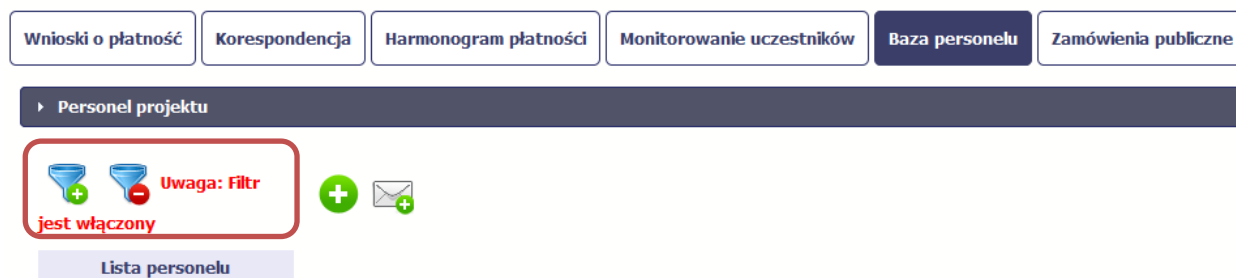 Wnioski o płatność Korespondencja Harmonogram płatności Monitorowanie uczestników Baza personelu Zamówienia publiczne
Personel projektu
Uwaga: Filtr
jest włączony
Lista personelu